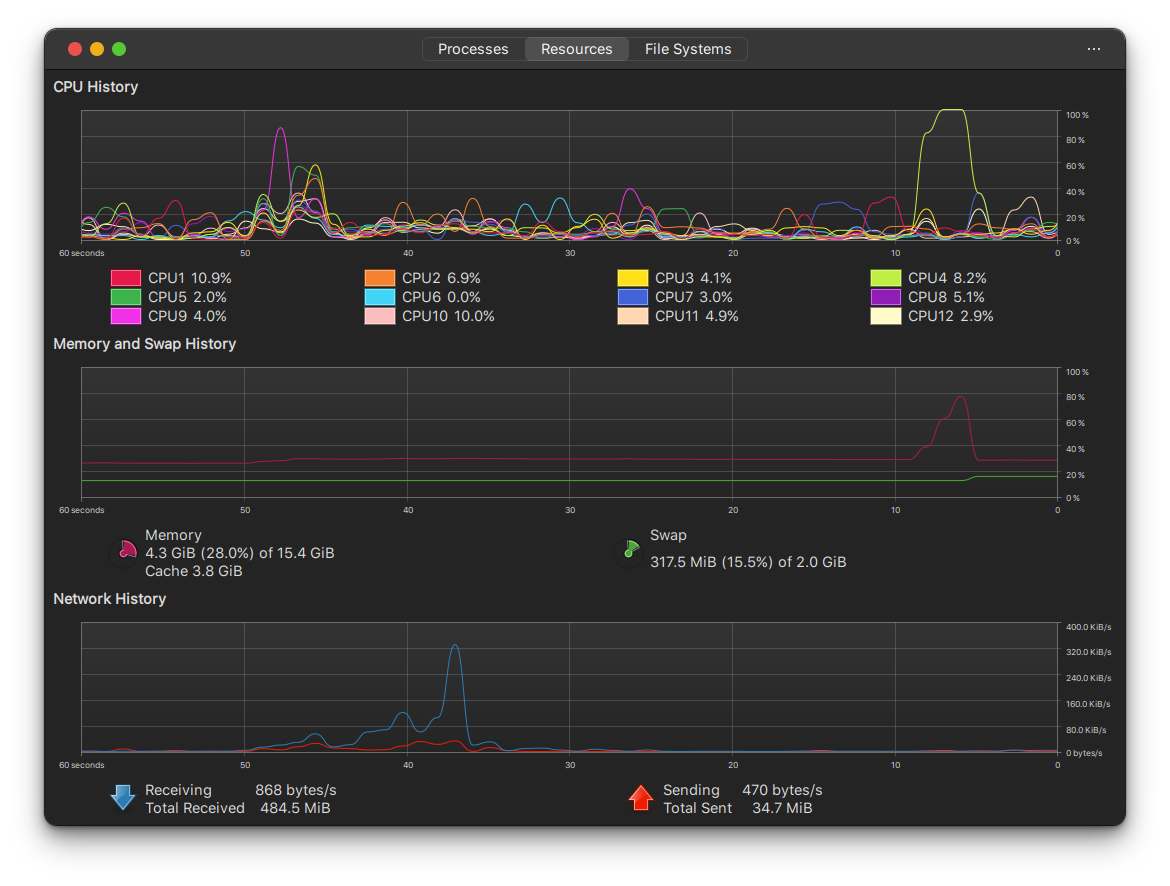 Processes Resources File Systems ...
CPU History
100 %
80 %
60 %
40 %
20 %
0 %
60 seconds 50 40 30 20 10 0
CPU1 10.9% CPU2 6.9% CPU3 4.1% CPU4 8.2%
CPU5 2.0% CPU6 0.0% CPU7 3.0% CPU8 5.1%
CPU9 4.0% CPU10 10.0% CPU11 4.9% CPU12 2.9%
Memory and Swap History
100 %
80 %
60 %
40 %
20 %
0 %
60 seconds 50 40 30 20 10 0
Memory
4.3 GiB (28.0%) of 15.4 GiB
Cache 3.8 GiB
Swap
317.5 MiB (15.5%) of 2.0 GiB
Network History
400.0 KiB/s
320.0 KiB/s
240.0 KiB/s
160.0 KiB/s
80.0 KiB/s
0 bytes/s
60 seconds 50 40 30 20 10 0
Receiving 868 bytes/s
Total Received 484.5 MiB
Sending 470 bytes/s
Total Sent 34.7 MiB